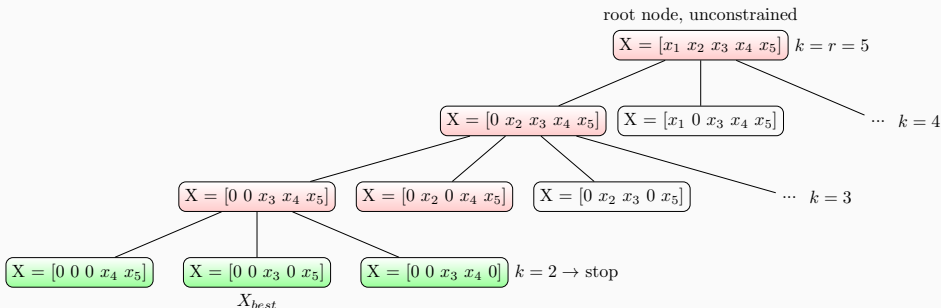 root node, unconstrained
X = [x₁ x₂ x₃ x₄ x₅] k = r = 5
X = [0 x₂ x₃ x₄ x₅] X = [x₁ 0 x₃ x₄ x₅] ... k = 4
X = [0 0 x₃ x₄ x₅] X = [0 x₂ 0 x₄ x₅] X = [0 x₂ x₃ 0 x₅] ... k = 3
X = [0 0 0 x₄ x₅] X = [0 0 x₃ 0 x₅] X = [0 0 x₃ x₄ 0] k = 2 → stop
X_best